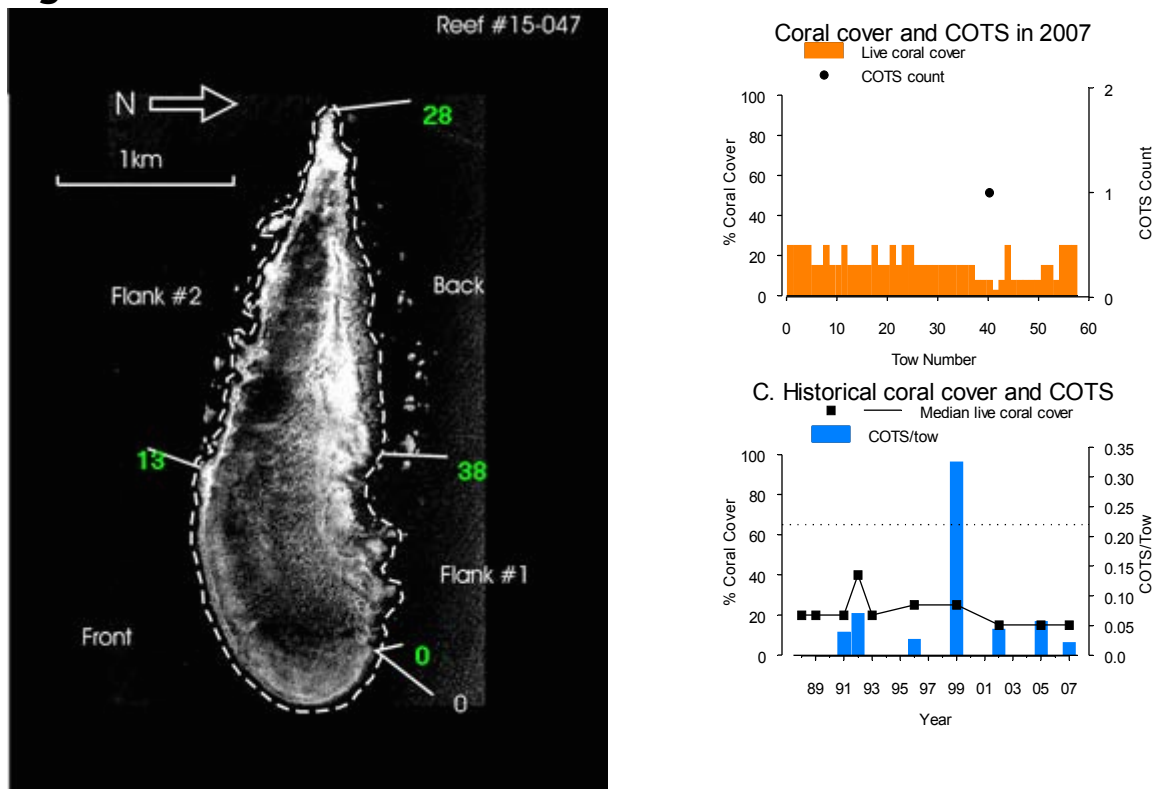 Reef #15-047
N
28
1km
Flank #2
Back
13
38
Flank #1
Front
0
0
Coral cover and COTS in 2007
Live coral cover
COTS count
% Coral Cover
100
80
60
40
20
0
COTS Count
2
1
0
0 10 20 30 40 50 60
Tow Number
C. Historical coral cover and COTS
Median live coral cover
COTS/tow
% Coral Cover
100
80
60
40
20
0
COTS/Tow
0.35
0.30
0.25
0.20
0.15
0.10
0.05
0.0
89 91 93 95 97 99 01 03 05 07
Year